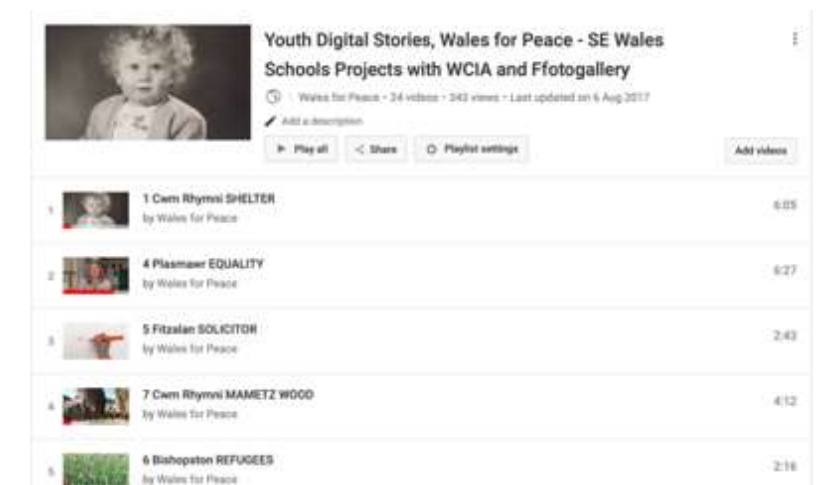 Youth Digital Stories, Wales for Peace - SE Wales
Schools Projects with WCIA and Ffotogallery
Wales for Peace • 24 videos • 343 views • Last updated on 6 Aug 2017
Add a description
Play all
Share
Playlist settings
Add videos
1
1 Cwm Rhymni SHELTER
by Wales for Peace
6:05
2
4 Plasmawr EQUALITY
by Wales for Peace
6:27
3
5 Fitzalan SOLICITOR
by Wales for Peace
2:43
4
7 Cwm Rhymni MAMETZ WOOD
by Wales for Peace
4:12
5
6 Bishopston REFUGEES
by Wales for Peace
2:16